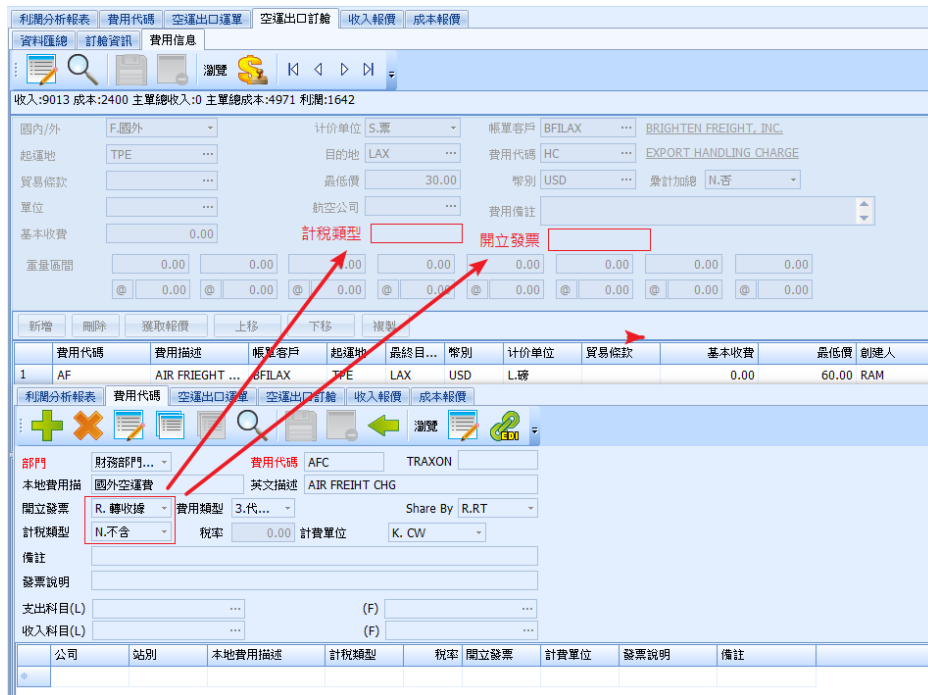 利潤分析報表 費用代碼 空運出口運單 空運出口訂艙 收入報價 成本報價
資料匯總 訂艙資訊 費用信息
瀏覽
收入:9013 成本:2400 主單總收入:0 主單總成本:4971 利潤:1642
國內/外 F.國外 计价单位 S.票 帳單客戶 BFILAX ... BRIGHTEN FREIGHT, INC.
起運地 TPE ... 目的地 LAX ... 費用代碼 HC ... EXPORT HANDLING CHARGE
貿易條款 ... 最低價 30.00 幣別 USD ... 彙計加總 N.否
單位 ... 航空公司 ... 費用備註
基本收費 0.00 計税類型 開立發票
重量區間 0.00 0.00 0.00 0.00 0.00 0.00 0.00 0.00
@ 0.00 @ 0.00 @ 0.00 @ 0.00 @ 0.00 @ 0.00 @ 0.00 @ 0.00
新增 刪除 獲取報價 上移 下移 複製
費用代碼 費用描述 帳單客戶 起運地 最終目... 幣別 计价单位 貿易條款 基本收費 最低價 創建人
1 AF AIR FRIEGHT ... BFILAX TPE LAX USD L.磅 0.00 60.00 RAM
利潤分析報表 費用代碼 空運出口運單 空運出口訂艙 收入報價 成本報價
瀏覽 EDI
部門 財務部門... 費用代碼 AFC TRAXON
本地費用描 國外空運費 英文描述 AIR FREIHT CHG
開立發票 R. 轉收據 費用類型 3.代... Share By R.RT
計税類型 N.不含 税率 0.00 計費單位 K. CW
備註
發票說明
支出科目(L) ... (F) ...
收入科目(L) ... (F) ...
公司 站別 本地費用描述 計税類型 税率 開立發票 計費單位 發票說明 備註